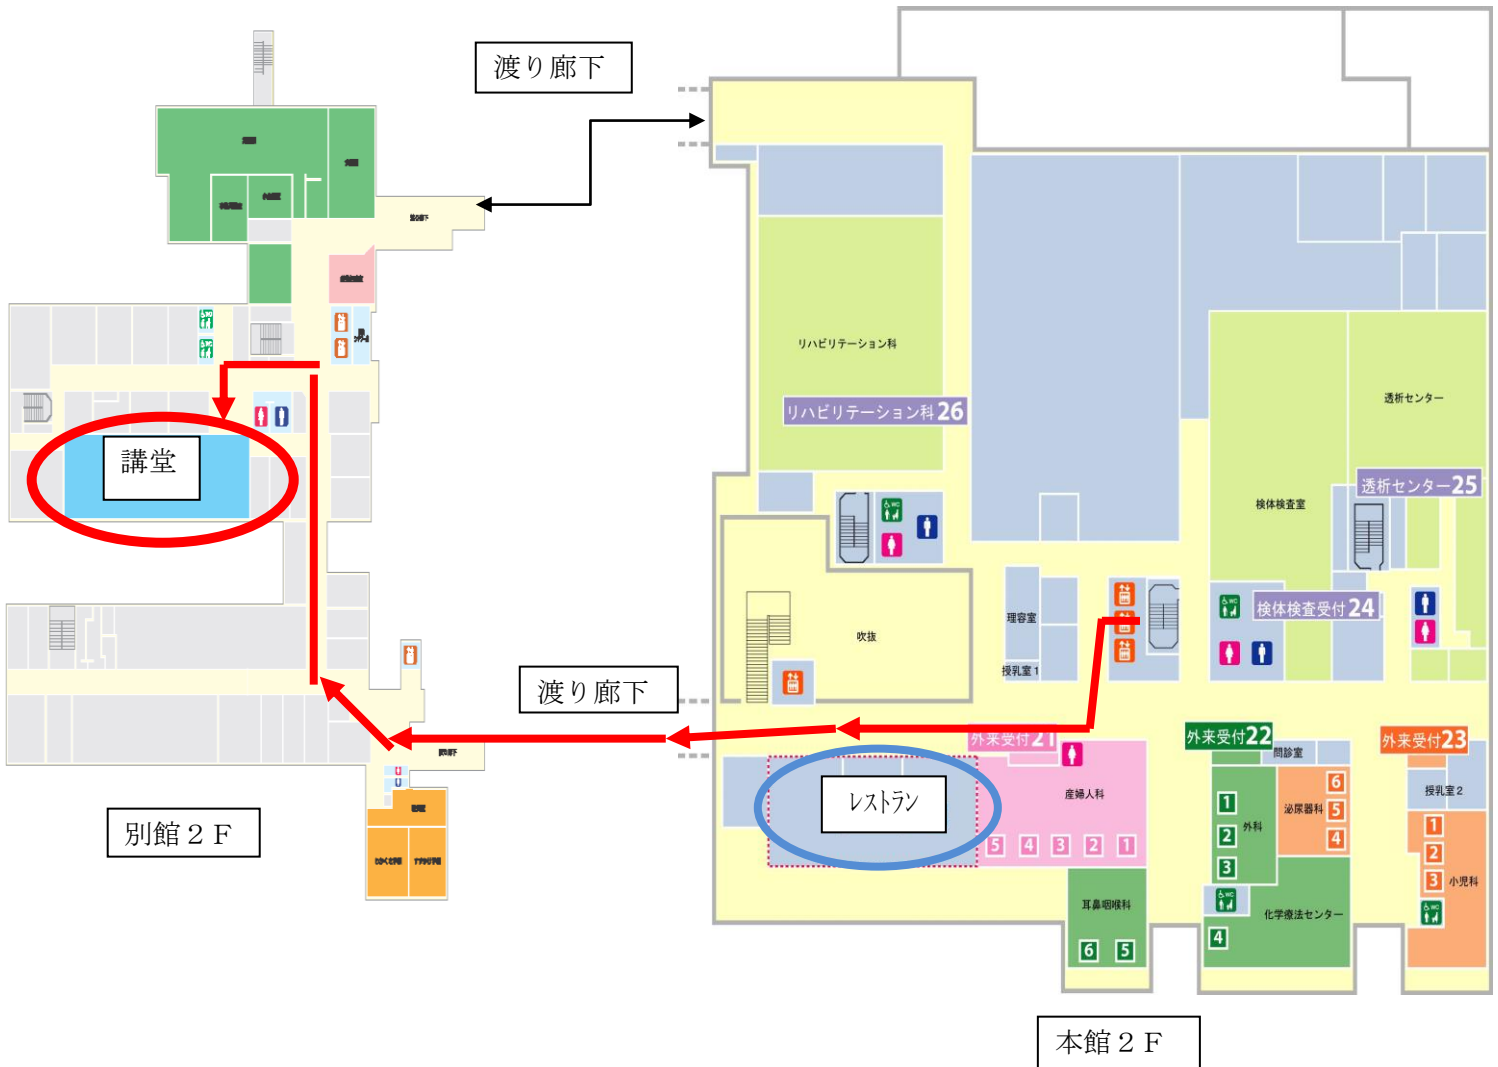 渡り廊下
リハビリテーション科
リハビリテーション科26
透析センター
透析センター25
検体検査室
検体検査受付24
講堂
理容室
授乳室1
吹抜
渡り廊下
渡り廊下
外来受付21
外来受付22
外来受付23
問診室
産婦人科
5 4 3 2 1
レストラン
外科
1
2
3
泌尿器科
6
5
4
授乳室2
小児科
1
2
3
耳鼻咽喉科
6 5
化学療法センター
4
別館2F
本館2F